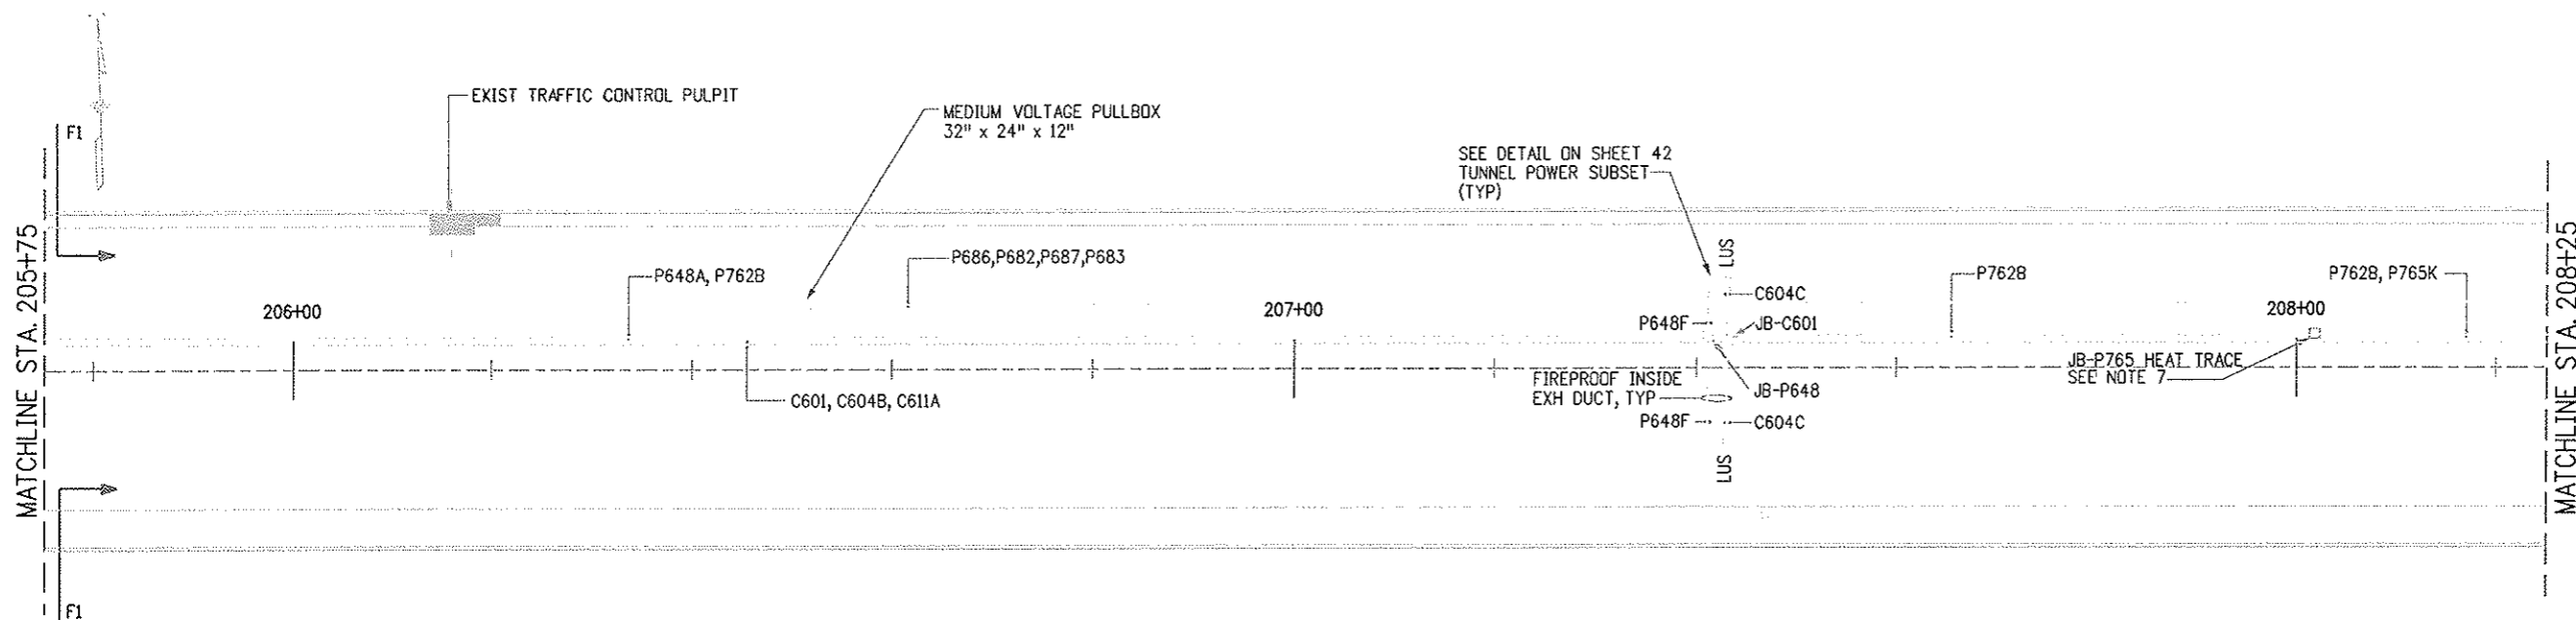 F1
EXIST TRAFFIC CONTROL PULPIT
MEDIUM VOLTAGE PULLBOX
32" x 24" x 12"
SEE DETAIL ON SHEET 42
TUNNEL POWER SUBSET
(TYP)
MATCHLINE STA. 205+75
MATCHLINE STA. 208+25
LUS
P686,P682,P687,P683
P648A, P762B
P762B
P762B, P765K
C604C
206+00
207+00
208+00
P648F
JB-C601
JB-P765 HEAT TRACE
SEE NOTE 7
FIREPROOF INSIDE
EXH DUCT, TYP
JB-P648
C601, C604B, C611A
P648F
C604C
LUS
F1